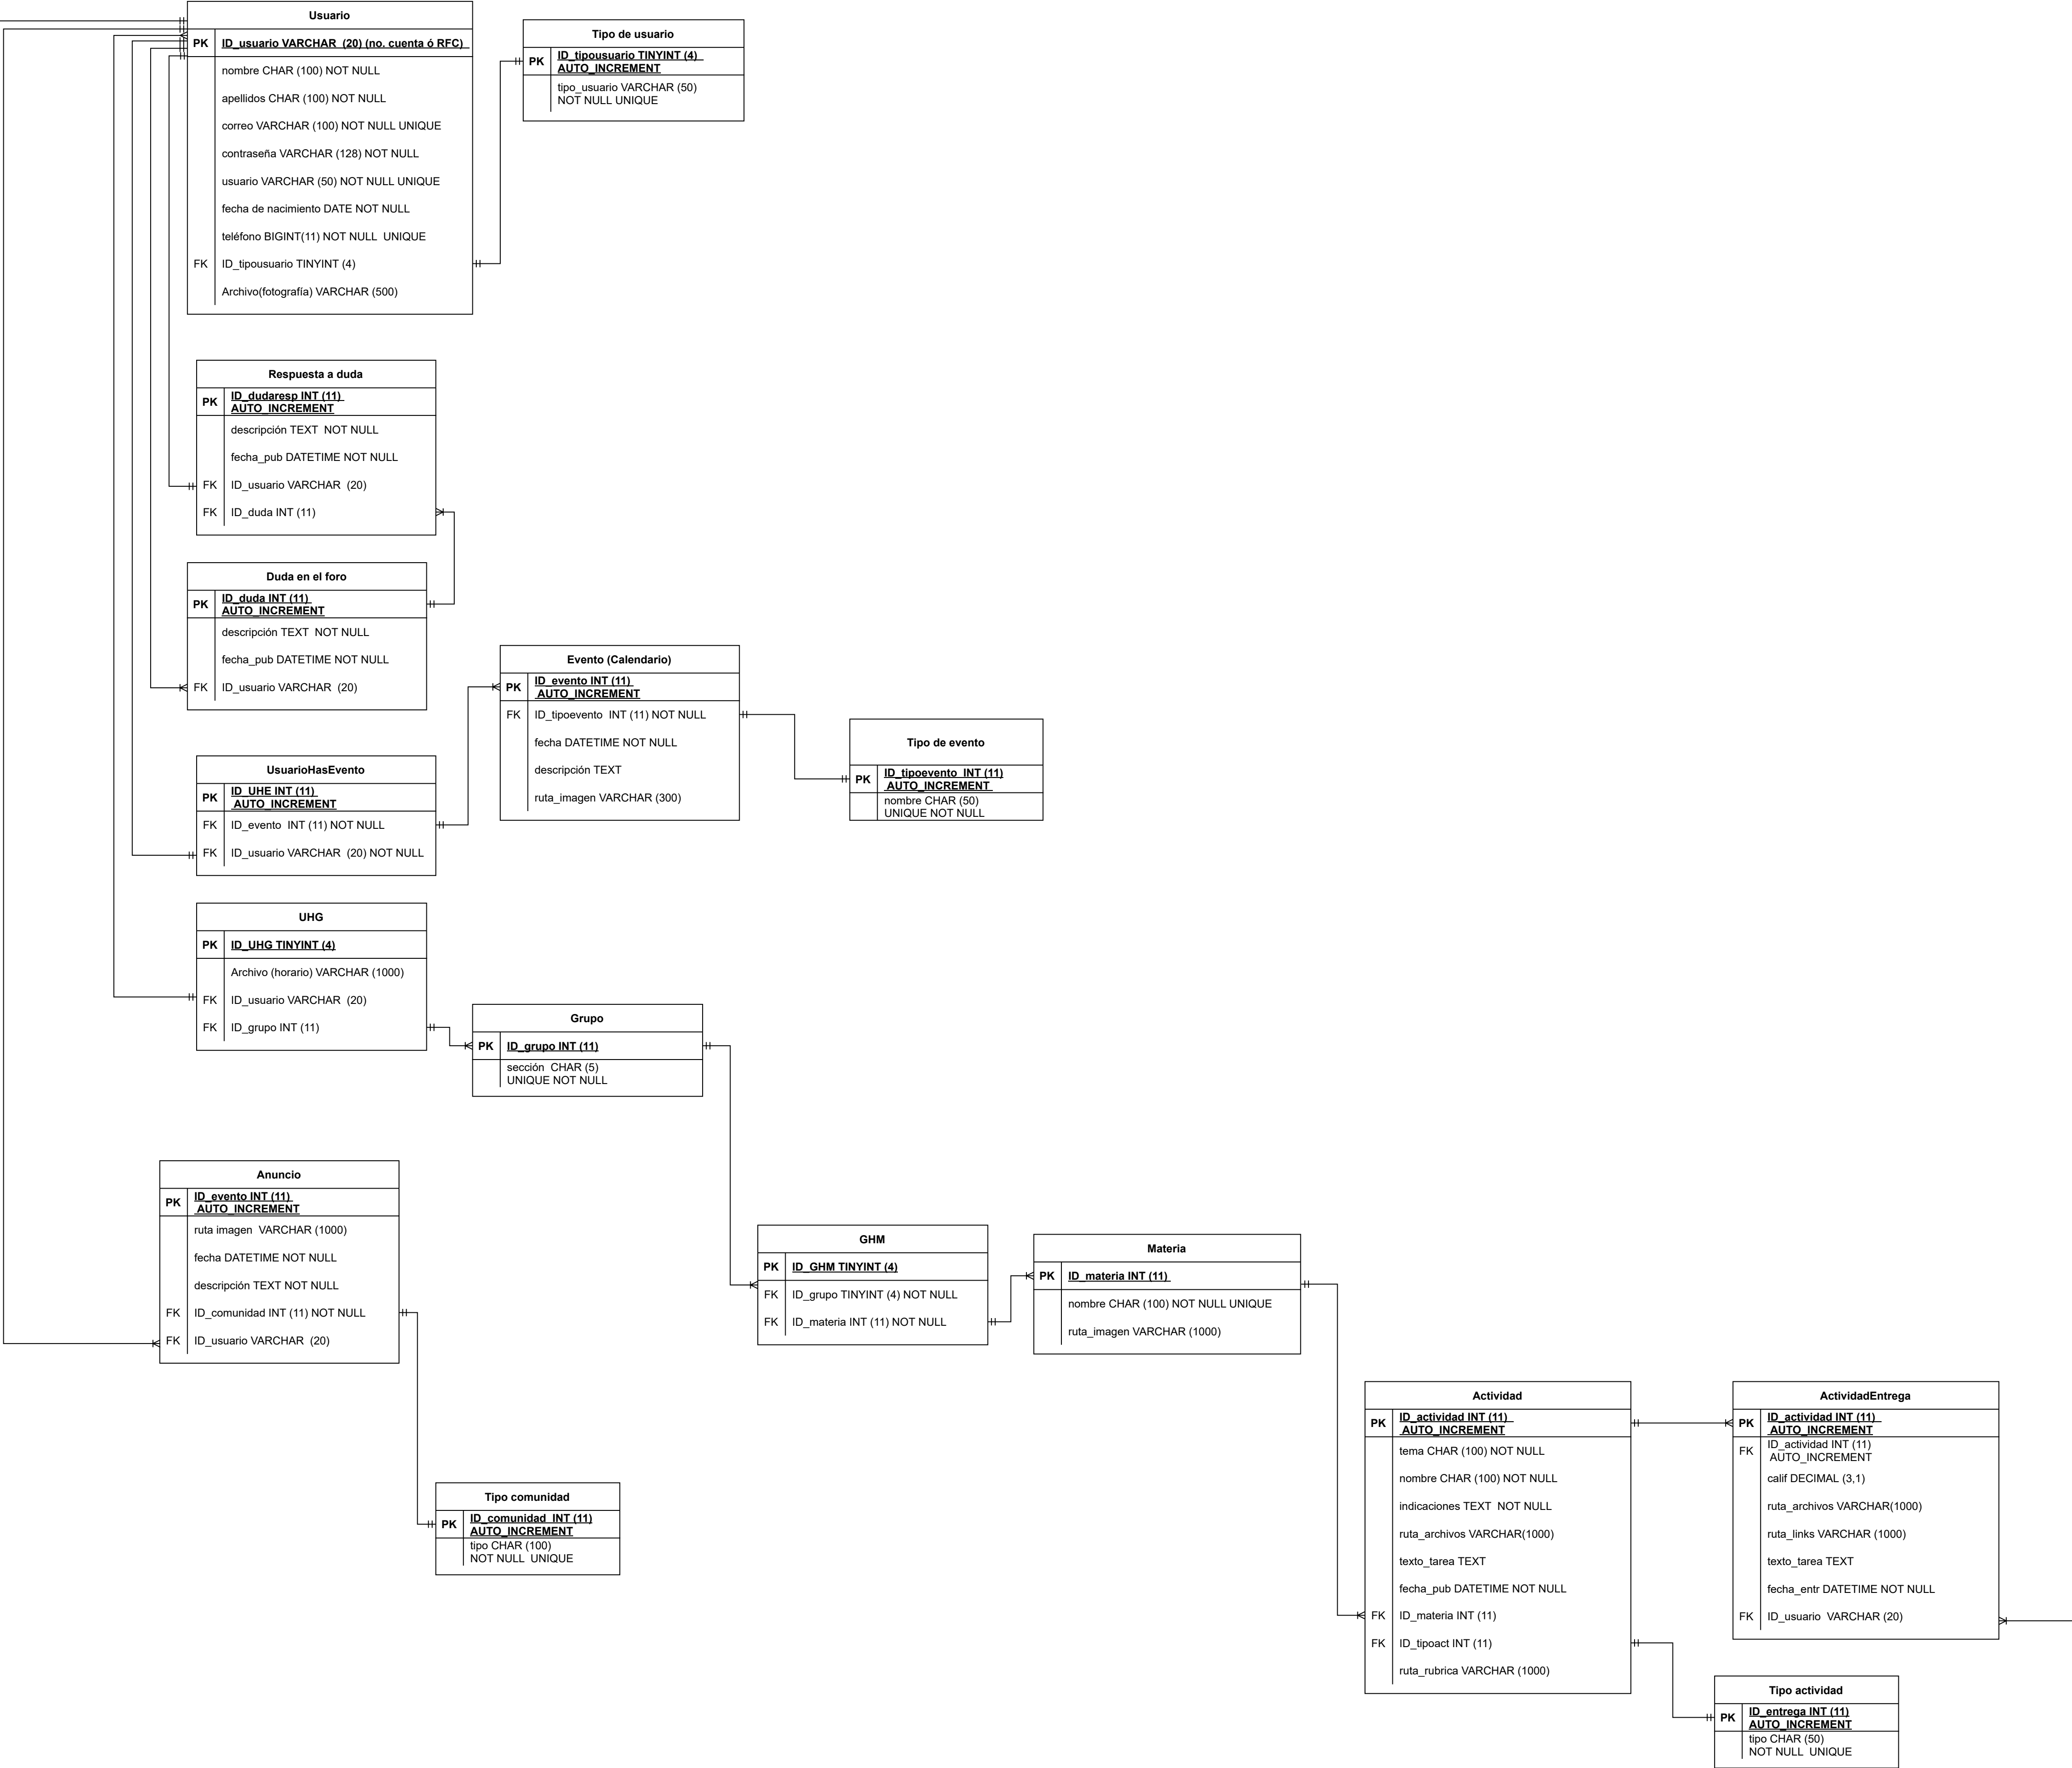 Usuario
PK
ID_usuario VARCHAR (20) (no. cuenta ó RFC)
nombre CHAR (100) NOT NULL
apellidos CHAR (100) NOT NULL
correo VARCHAR (100) NOT NULL UNIQUE
contraseña VARCHAR (128) NOT NULL
usuario VARCHAR (50) NOT NULL UNIQUE
fecha de nacimiento DATE NOT NULL
teléfono BIGINT(11) NOT NULL UNIQUE
FK
ID_tipousuario TINYINT (4)
Archivo(fotografía) VARCHAR (500)
Tipo de usuario
PK
ID_tipousuario TINYINT (4)
AUTO_INCREMENT
tipo_usuario VARCHAR (50)
NOT NULL UNIQUE
Respuesta a duda
PK
ID_dudaresp INT (11)
AUTO_INCREMENT
descripción TEXT NOT NULL
fecha_pub DATETIME NOT NULL
FK
ID_usuario VARCHAR (20)
FK
ID_duda INT (11)
Duda en el foro
PK
ID_duda INT (11)
AUTO_INCREMENT
descripción TEXT NOT NULL
fecha_pub DATETIME NOT NULL
FK
ID_usuario VARCHAR (20)
Evento (Calendario)
PK
ID_evento INT (11)
AUTO_INCREMENT
FK
ID_tipoevento INT (11) NOT NULL
fecha DATETIME NOT NULL
descripción TEXT
ruta_imagen VARCHAR (300)
Tipo de evento
PK
ID_tipoevento INT (11)
AUTO_INCREMENT
nombre CHAR (50)
UNIQUE NOT NULL
UsuarioHasEvento
PK
ID_UHE INT (11)
AUTO_INCREMENT
FK
ID_evento INT (11) NOT NULL
FK
ID_usuario VARCHAR (20) NOT NULL
UHG
PK
ID_UHG TINYINT (4)
Archivo (horario) VARCHAR (1000)
FK
ID_usuario VARCHAR (20)
FK
ID_grupo INT (11)
Grupo
PK
ID_grupo INT (11)
sección CHAR (5)
UNIQUE NOT NULL
Anuncio
PK
ID_evento INT (11)
AUTO_INCREMENT
ruta imagen VARCHAR (1000)
fecha DATETIME NOT NULL
descripción TEXT NOT NULL
FK
ID_comunidad INT (11) NOT NULL
FK
ID_usuario VARCHAR (20)
GHM
PK
ID_GHM TINYINT (4)
FK
ID_grupo TINYINT (4) NOT NULL
FK
ID_materia INT (11) NOT NULL
Materia
PK
ID_materia INT (11)
nombre CHAR (100) NOT NULL UNIQUE
ruta_imagen VARCHAR (1000)
Tipo comunidad
PK
ID_comunidad INT (11)
AUTO_INCREMENT
tipo CHAR (100)
NOT NULL UNIQUE
Actividad
PK
ID_actividad INT (11)
AUTO_INCREMENT
tema CHAR (100) NOT NULL
nombre CHAR (100) NOT NULL
indicaciones TEXT NOT NULL
ruta_archivos VARCHAR(1000)
texto_tarea TEXT
fecha_pub DATETIME NOT NULL
FK
ID_materia INT (11)
FK
ID_tipoact INT (11)
ruta_rubrica VARCHAR (1000)
ActividadEntrega
PK
ID_actividad INT (11)
AUTO_INCREMENT
FK
ID_actividad INT (11)
AUTO_INCREMENT
calif DECIMAL (3,1)
ruta_archivos VARCHAR(1000)
ruta_links VARCHAR (1000)
texto_tarea TEXT
fecha_entr DATETIME NOT NULL
FK
ID_usuario VARCHAR (20)
Tipo actividad
PK
ID_entrega INT (11)
AUTO_INCREMENT
tipo CHAR (50)
NOT NULL UNIQUE